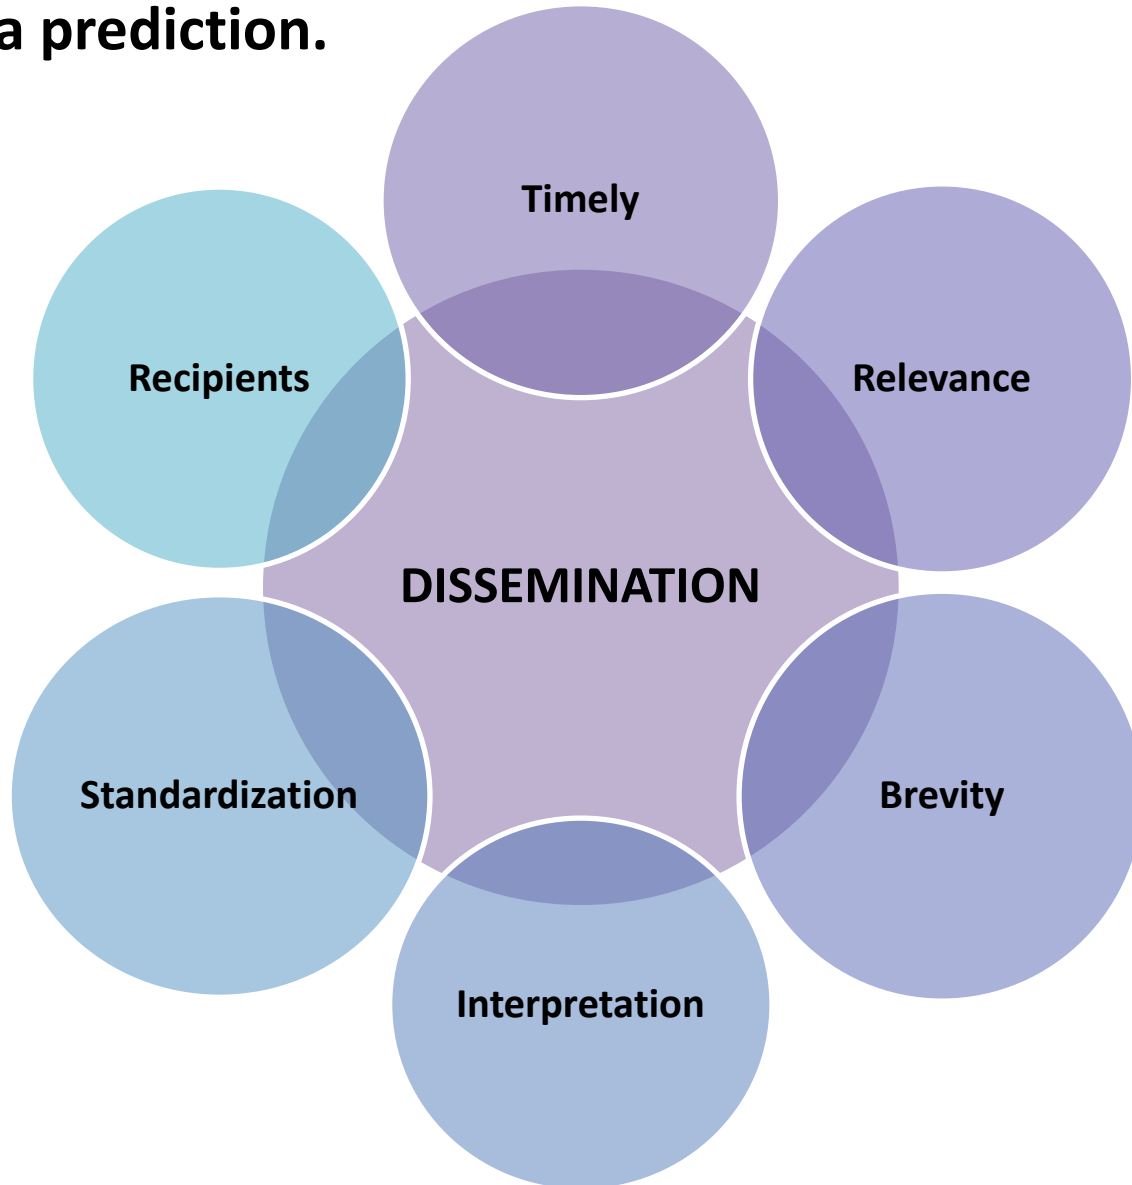 a prediction.
Timely
Recipients
Relevance
DISSEMINATION
Standardization
Brevity
Interpretation